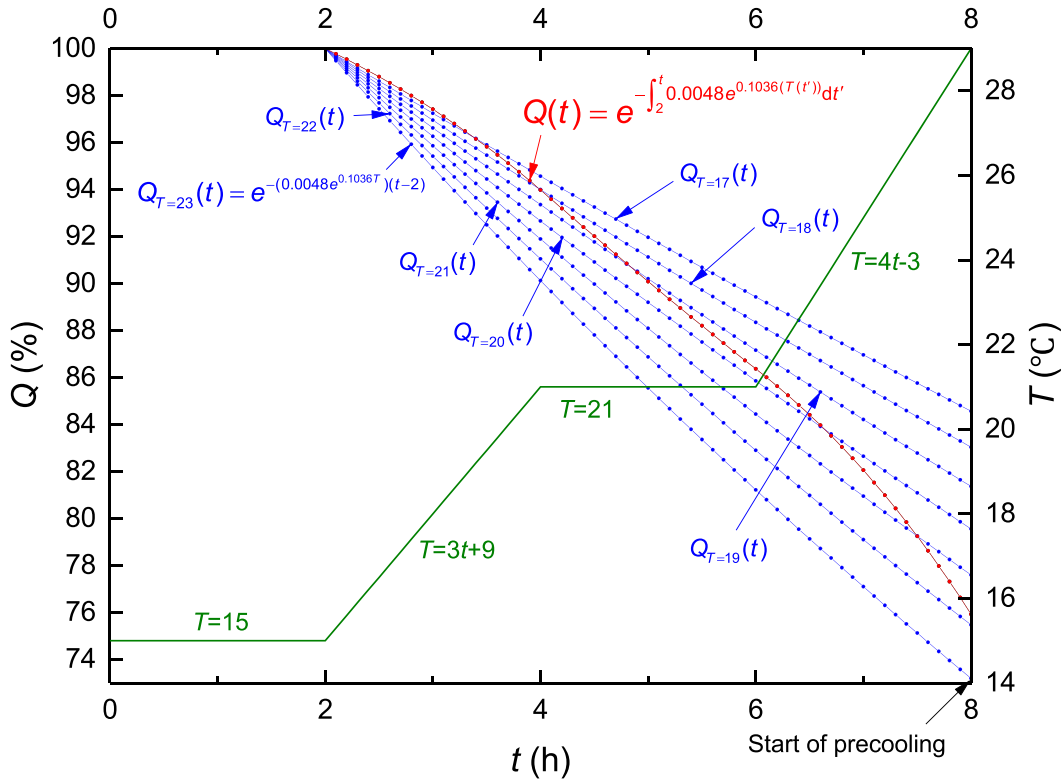 0 2 4 6 8
100
98
96
94
92
90
88
86
84
82
80
78
76
74
Q (%)
28
26
24
22
20
18
16
14
T (°C)
Q(t) = e^{-∫_2^t 0.0048e^{0.1036(T(t′))}dt′}
Q_{T=22}(t)
Q_{T=17}(t)
Q_{T=23}(t) = e^{-(0.0048e^{0.1036T})(t-2)}
Q_{T=18}(t)
Q_{T=21}(t)
T=4t-3
Q_{T=20}(t)
T=21
Q_{T=19}(t)
T=3t+9
T=15
0 2 4 6 8
Start of precooling
t (h)